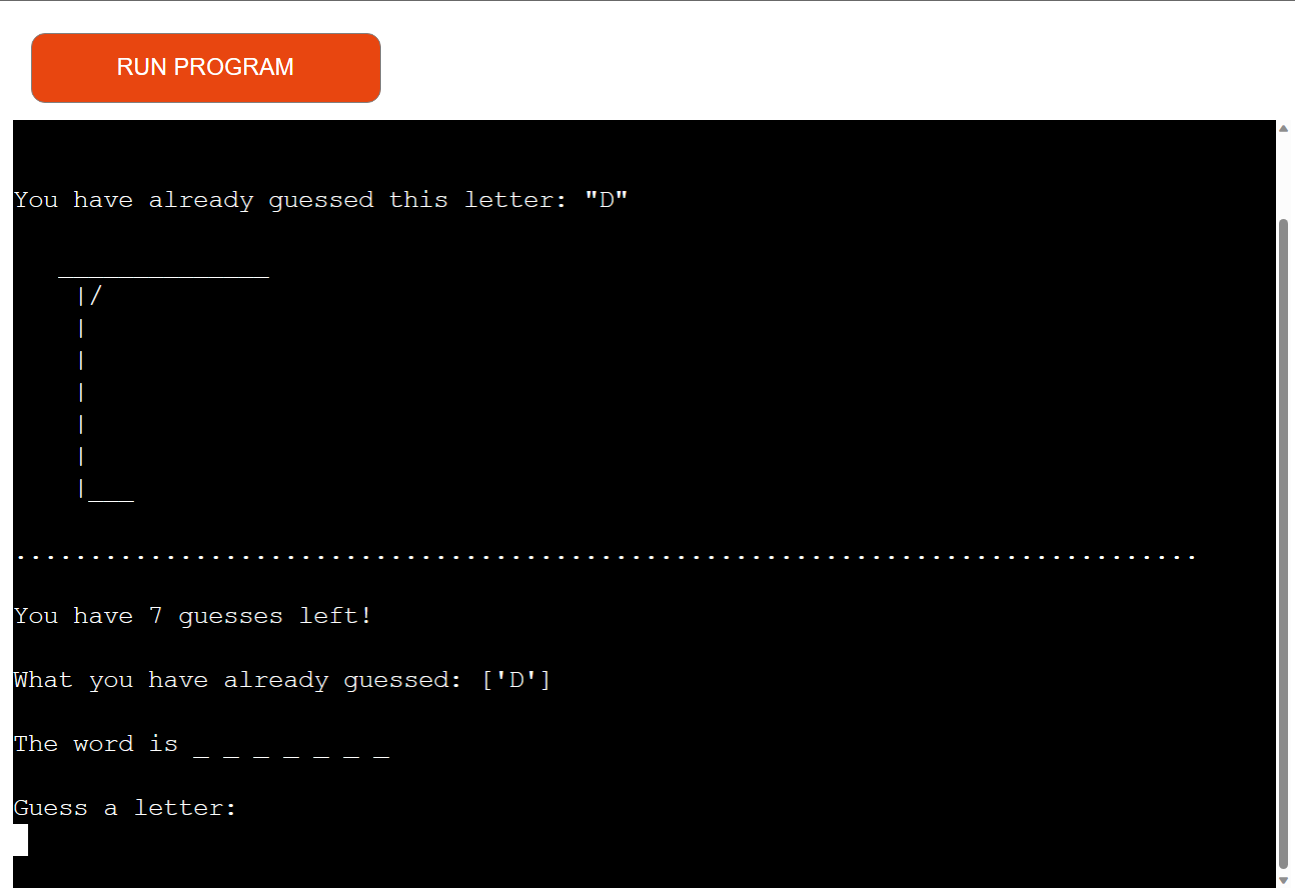 RUN PROGRAM
You have already guessed this letter: "D"
______________
|/
|
|
|
|
|
|___
...............................................................................
You have 7 guesses left!
What you have already guessed: ['D']
The word is _ _ _ _ _ _ _
Guess a letter: